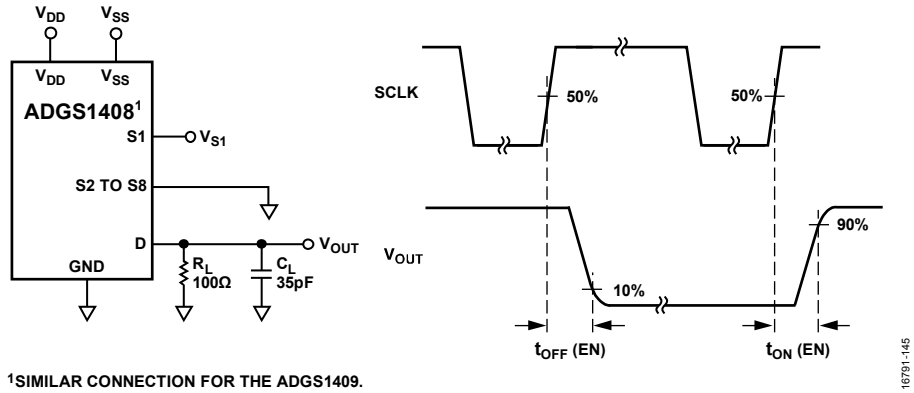 VDD VSS
VDD VSS
ADGS1408¹
S1 VS1
S2 TO S8
D VOUT
GND
RL
100Ω
CL
35pF
SCLK
50%
50%
VOUT
90%
10%
tOFF (EN)
tON (EN)
¹SIMILAR CONNECTION FOR THE ADGS1409.
16791-145